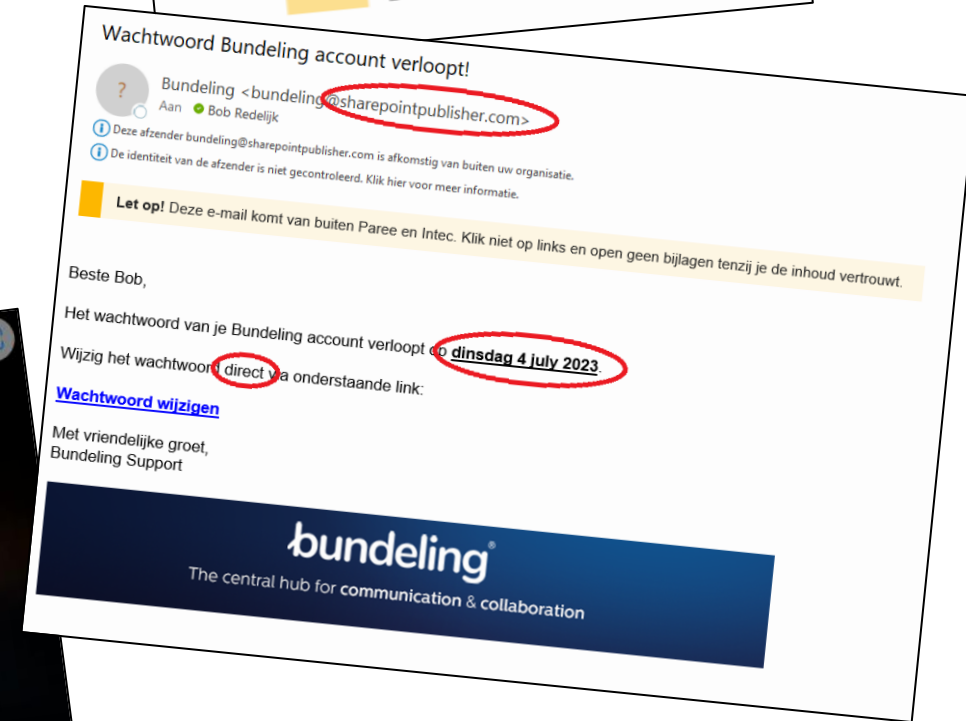 Wachtwoord Bundeling account verloopt!
?
Bundeling <bundeling@sharepointpublisher.com>
Aan Bob Redelijk
Deze afzender bundeling@sharepointpublisher.com is afkomstig van buiten uw organisatie.
De identiteit van de afzender is niet gecontroleerd. Klik hier voor meer informatie.
Let op! Deze e-mail komt van buiten Paree en Intec. Klik niet op links en open geen bijlagen tenzij je de inhoud vertrouwt.
Beste Bob,
Het wachtwoord van je Bundeling account verloopt op dinsdag 4 july 2023.
Wijzig het wachtwoord direct via onderstaande link:
Wachtwoord wijzigen
Met vriendelijke groet,
Bundeling Support
bundeling®
The central hub for communication & collaboration